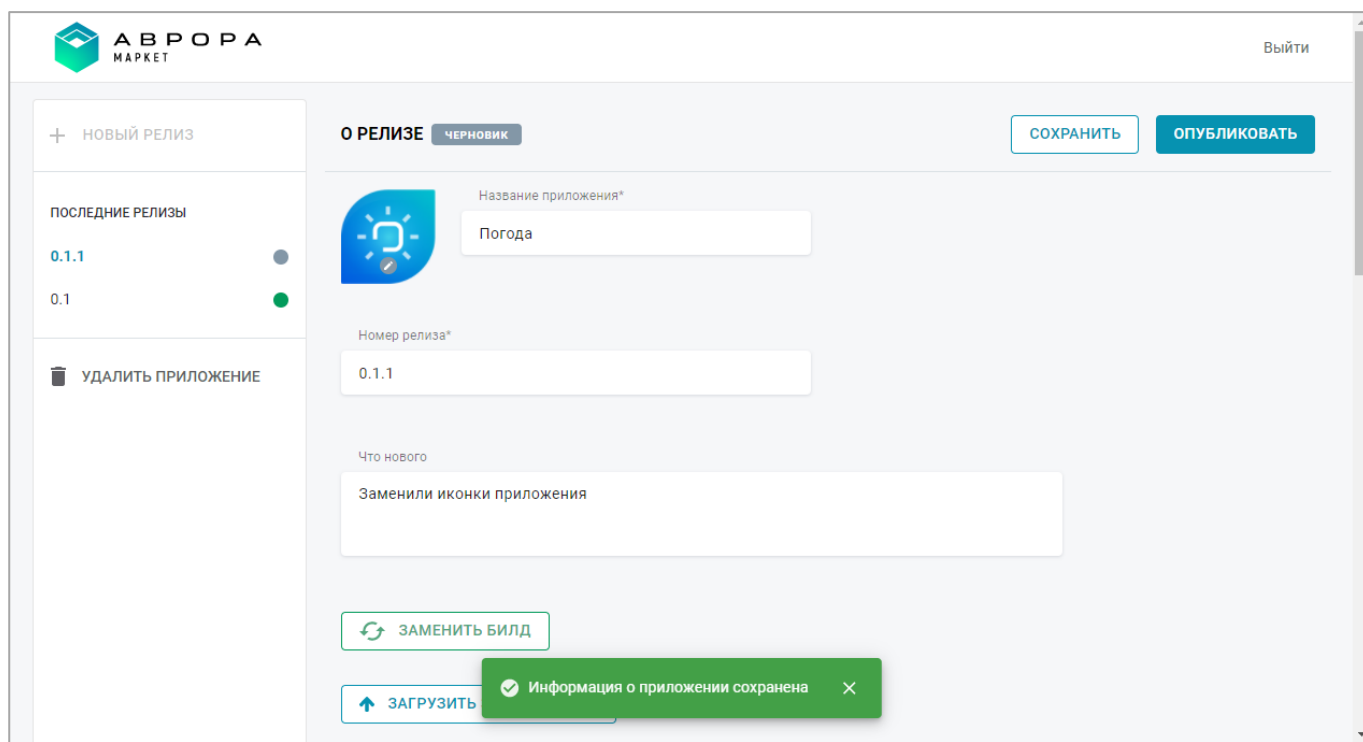 АВРОРА
МАРКЕТ
Выйти
НОВЫЙ РЕЛИЗ
ПОСЛЕДНИЕ РЕЛИЗЫ
0.1.1
0.1
УДАЛИТЬ ПРИЛОЖЕНИЕ
О РЕЛИЗЕ ЧЕРНОВИК
СОХРАНИТЬ
ОПУБЛИКОВАТЬ
Название приложения*
Погода
Номер релиза*
0.1.1
Что нового
Заменили иконки приложения
ЗАМЕНИТЬ БИЛД
ЗАГРУЗИТЬ
Информация о приложении сохранена